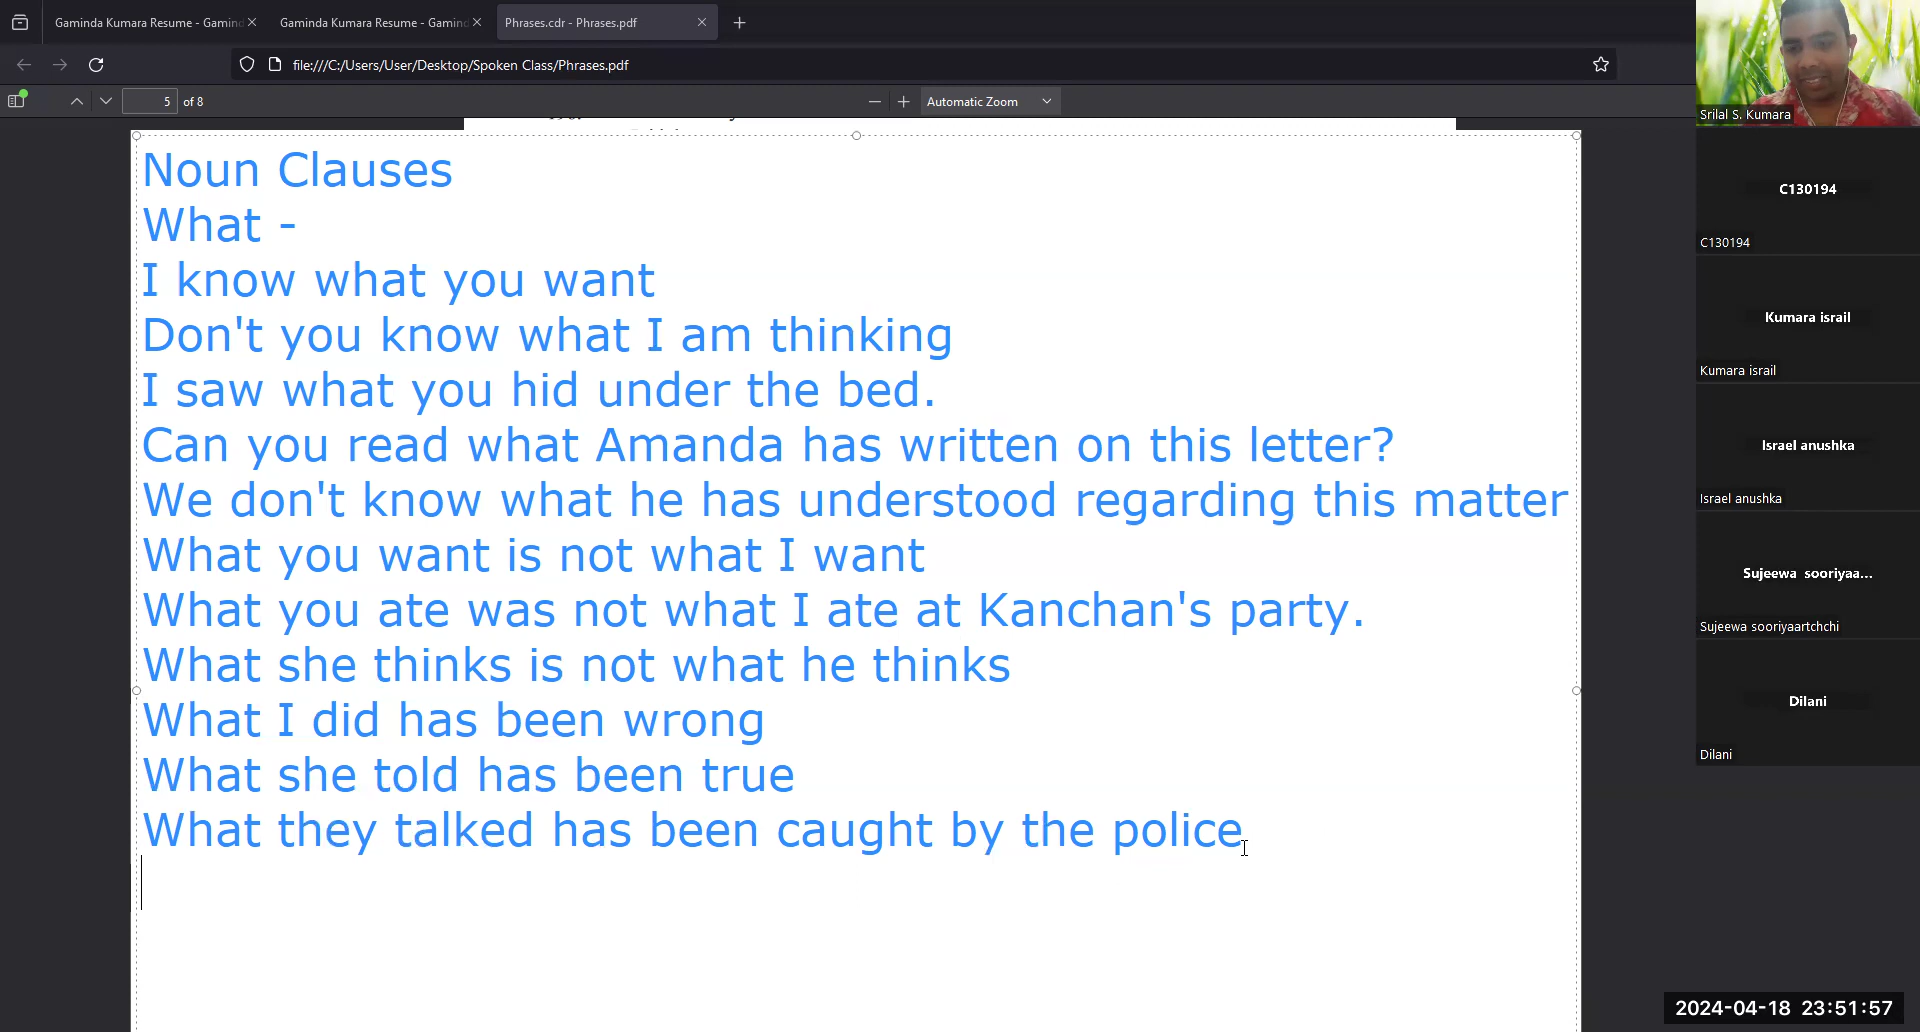 Gaminda Kumara Resume - Gamind
Gaminda Kumara Resume - Gamind
Phrases.cdr - Phrases.pdf
file:///C:/Users/User/Desktop/Spoken Class/Phrases.pdf
5 of 8
Automatic Zoom
Noun Clauses
What -
I know what you want
Don't you know what I am thinking
I saw what you hid under the bed.
Can you read what Amanda has written on this letter?
We don't know what he has understood regarding this matter
What you want is not what I want
What you ate was not what I ate at Kanchan's party.
What she thinks is not what he thinks
What I did has been wrong
What she told has been true
What they talked has been caught by the police
Srilal S. Kumara
C130194
C130194
Kumara israil
Kumara israil
Israel anushka
Israel anushka
Sujeewa sooriyaa...
Sujeewa sooriyaartchchi
Dilani
Dilani
2024-04-18 23:51:57